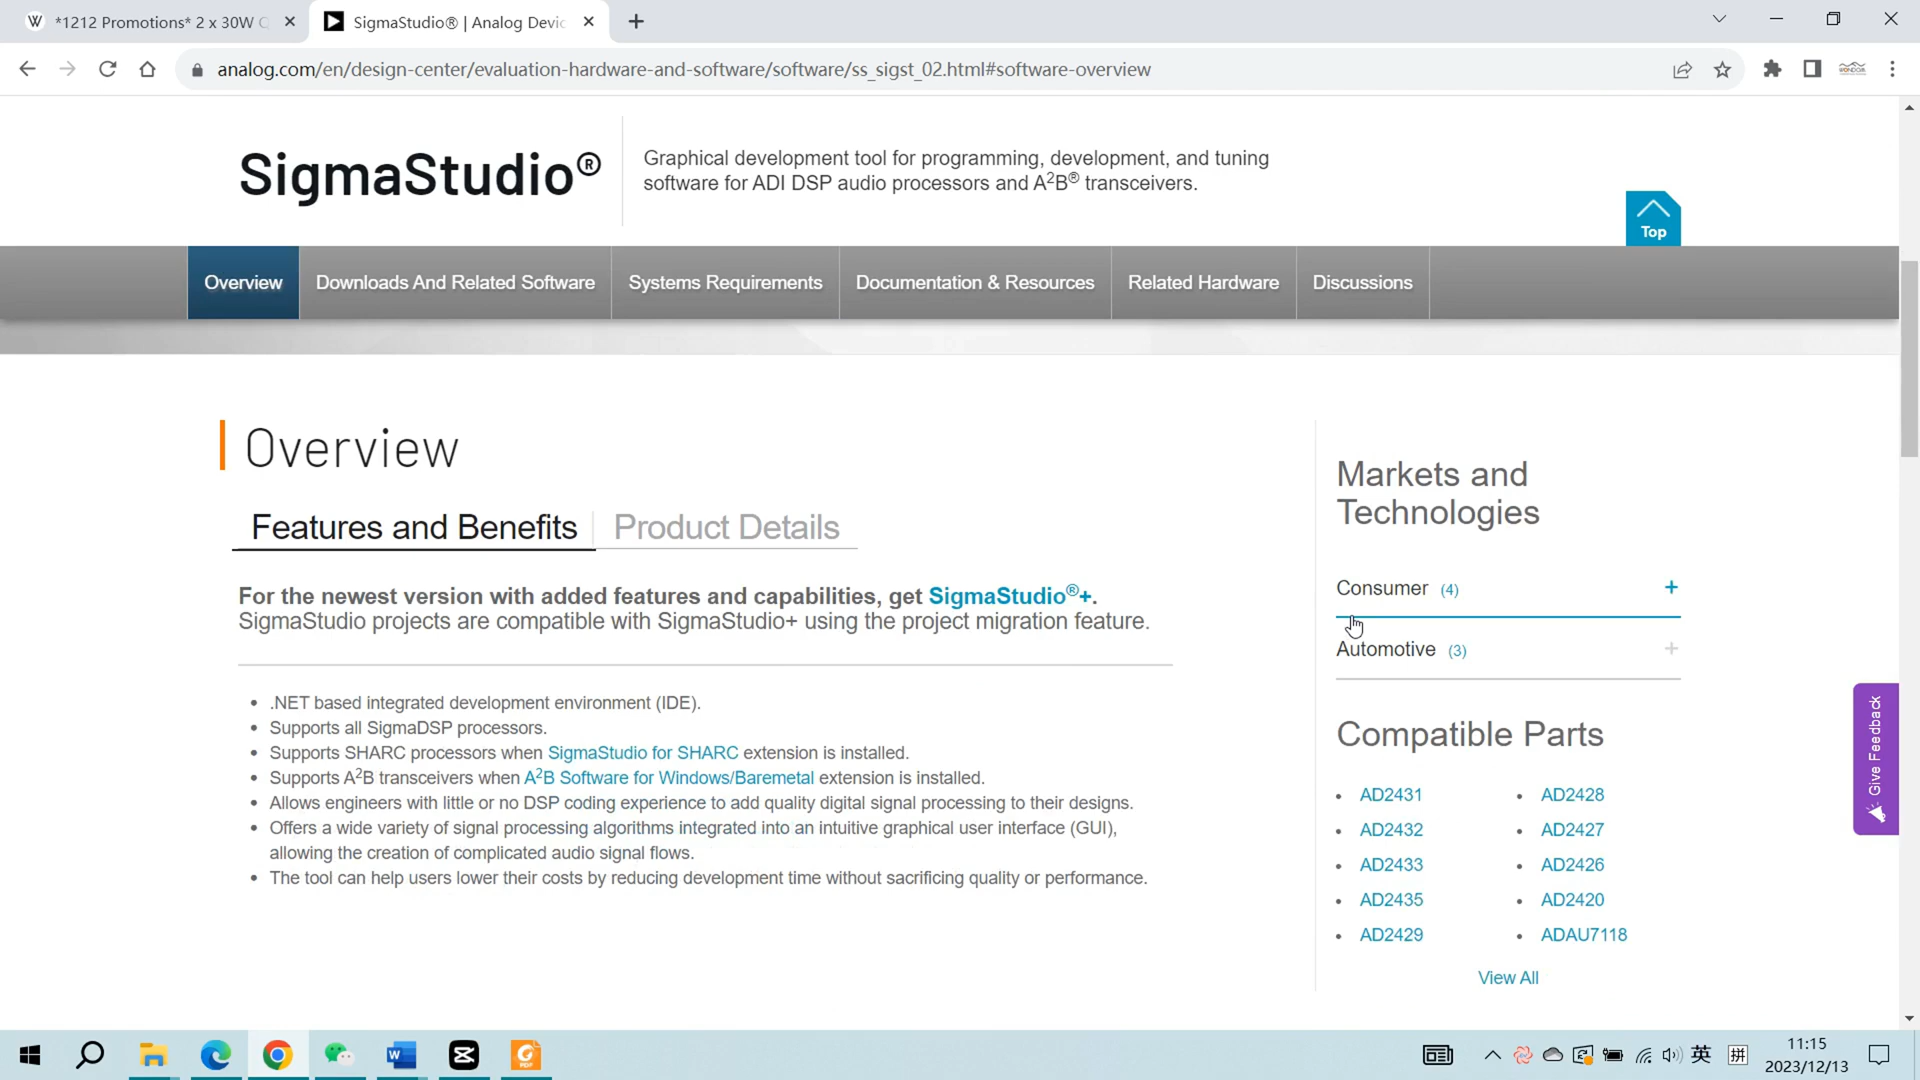 *1212 Promotions* 2 x 30W
SigmaStudio® | Analog Devic
analog.com/en/design-center/evaluation-hardware-and-software/software/ss_sigst_02.html#software-overview
SigmaStudio®
Graphical development tool for programming, development, and tuning
software for ADI DSP audio processors and A²B® transceivers.
Top
Overview
Downloads And Related Software
Systems Requirements
Documentation & Resources
Related Hardware
Discussions
Overview
Features and Benefits
Product Details
For the newest version with added features and capabilities, get SigmaStudio®+.
SigmaStudio projects are compatible with SigmaStudio+ using the project migration feature.
• .NET based integrated development environment (IDE).
• Supports all SigmaDSP processors.
• Supports SHARC processors when SigmaStudio for SHARC extension is installed.
• Supports A²B transceivers when A²B Software for Windows/Baremetal extension is installed.
• Allows engineers with little or no DSP coding experience to add quality digital signal processing to their designs.
• Offers a wide variety of signal processing algorithms integrated into an intuitive graphical user interface (GUI),
allowing the creation of complicated audio signal flows.
• The tool can help users lower their costs by reducing development time without sacrificing quality or performance.
Markets and
Technologies
Consumer (4) +
Automotive (3) +
Compatible Parts
• AD2431
• AD2428
• AD2432
• AD2427
• AD2433
• AD2426
• AD2435
• AD2420
• AD2429
• ADAU7118
View All
Give Feedback
英
拼
11:15
2023/12/13